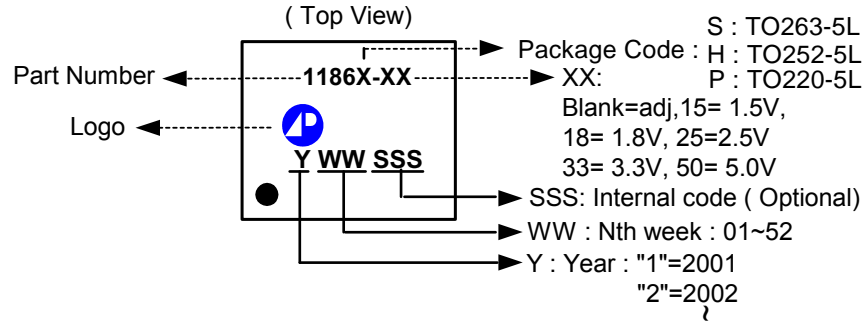 ( Top View)
S : TO263-5L
Package Code : H : TO252-5L
P : TO220-5L
Part Number
1186X-XX
XX:
Blank=adj,15= 1.5V,
18= 1.8V, 25=2.5V
33= 3.3V, 50= 5.0V
Logo
AP
Y WW SSS
SSS: Internal code ( Optional)
WW : Nth week : 01~52
Y : Year : "1"=2001
"2"=2002
~